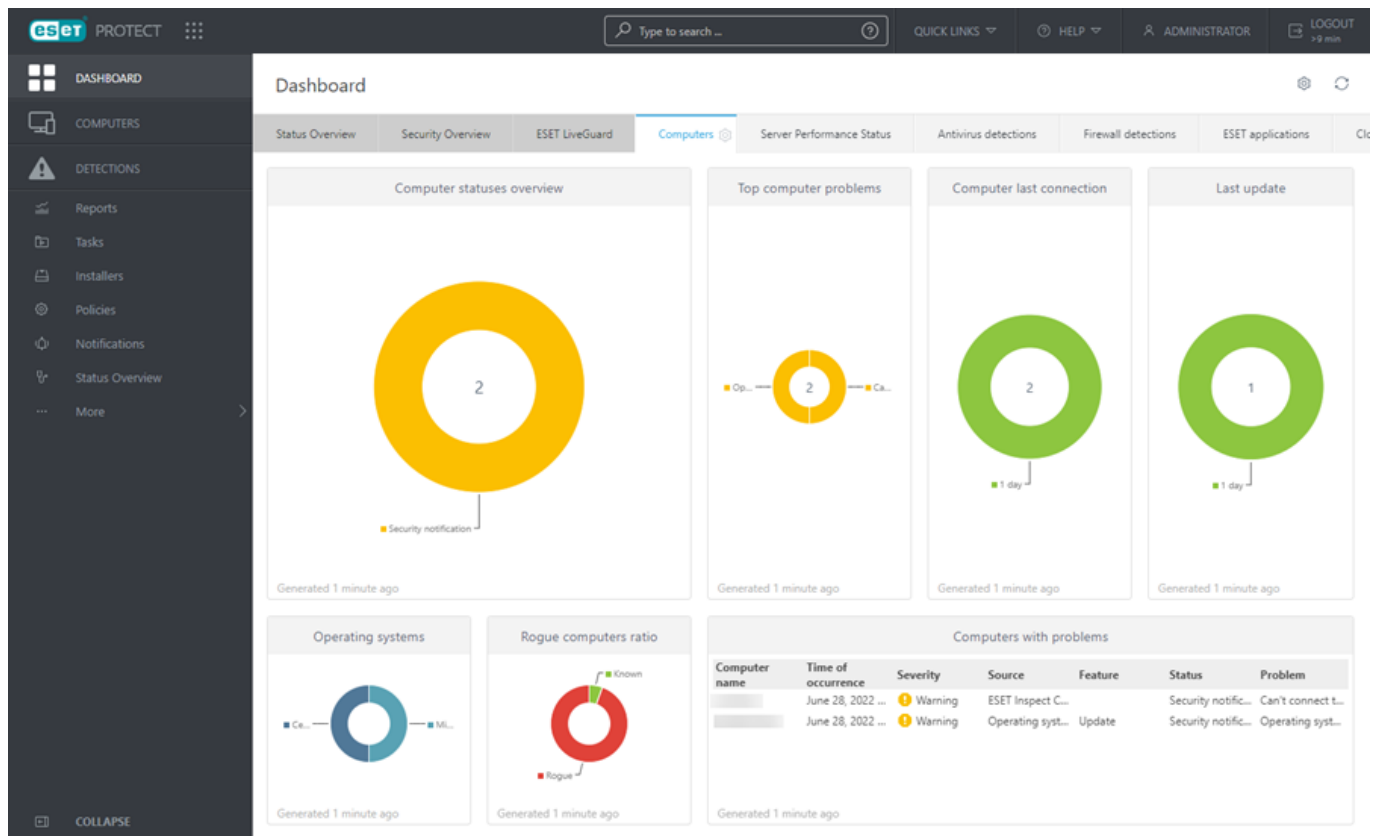 eset PROTECT
Type to search ...
QUICK LINKS
HELP
ADMINISTRATOR
LOGOUT
>9 min
DASHBOARD
COMPUTERS
DETECTIONS
Reports
Tasks
Installers
Policies
Notifications
Status Overview
More
COLLAPSE
Dashboard
Status Overview Security Overview ESET LiveGuard Computers Server Performance Status Antivirus detections Firewall detections ESET applications Clo
Computer statuses overview
2
Security notification
Generated 1 minute ago
Top computer problems
Op... 2 Ca...
Generated 1 minute ago
Computer last connection
2
1 day
Generated 1 minute ago
Last update
1
1 day
Generated 1 minute ago
Operating systems
Ce... Mi...
Generated 1 minute ago
Rogue computers ratio
Known
Rogue
Generated 1 minute ago
Computers with problems
Computer name Time of occurrence Severity Source Feature Status Problem
June 28, 2022 ... Warning ESET Inspect C... Security notific... Can't connect t...
June 28, 2022 ... Warning Operating syst... Update Security notific... Operating syst...
Generated 1 minute ago